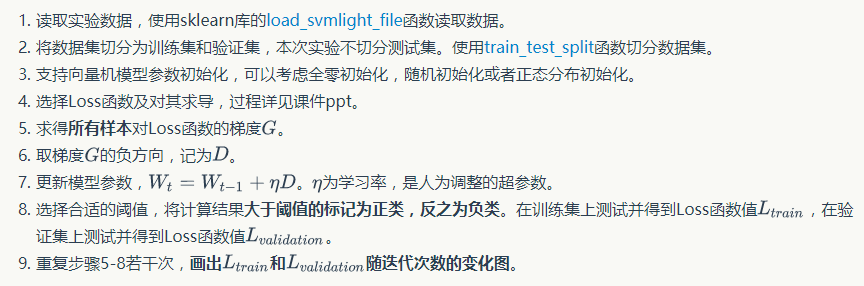 1. 读取实验数据，使用sklearn库的load_svmlight_file函数读取数据。
2. 将数据集切分为训练集和验证集，本次实验不切分测试集。使用train_test_split函数切分数据集。
3. 支持向量机模型参数初始化，可以考虑全零初始化，随机初始化或者正态分布初始化。
4. 选择Loss函数及对其求导，过程详见课件ppt。
5. 求得所有样本对Loss函数的梯度G。
6. 取梯度G的负方向，记为D。
7. 更新模型参数，W_t = W_{t-1} + ηD。η为学习率，是人为调整的超参数。
8. 选择合适的阈值，将计算结果大于阈值的标记为正类，反之为负类。在训练集上测试并得到Loss函数值L_{train}，在验
证集上测试并得到Loss函数值L_{validation}。
9. 重复步骤5-8若干次，画出L_{train}和L_{validation}随迭代次数的变化图。